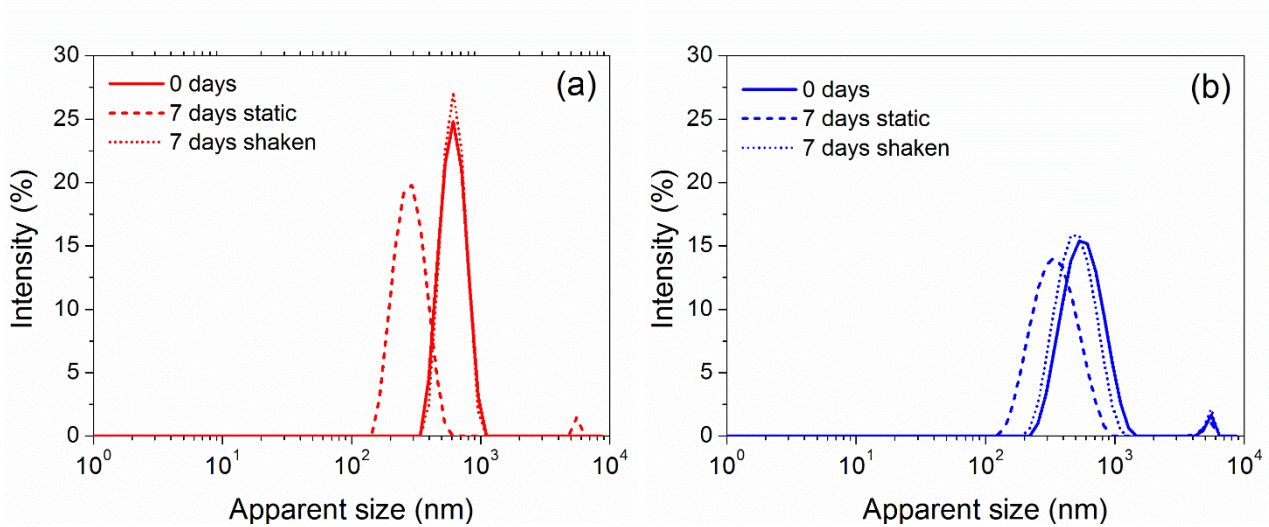 (a)
0 days
7 days static
7 days shaken
30
25
20
15
10
5
0
Intensity (%)
10^0
10^1
10^2
10^3
10^4
Apparent size (nm)
(b)
0 days
7 days static
7 days shaken
30
25
20
15
10
5
0
Intensity (%)
10^0
10^1
10^2
10^3
10^4
Apparent size (nm)